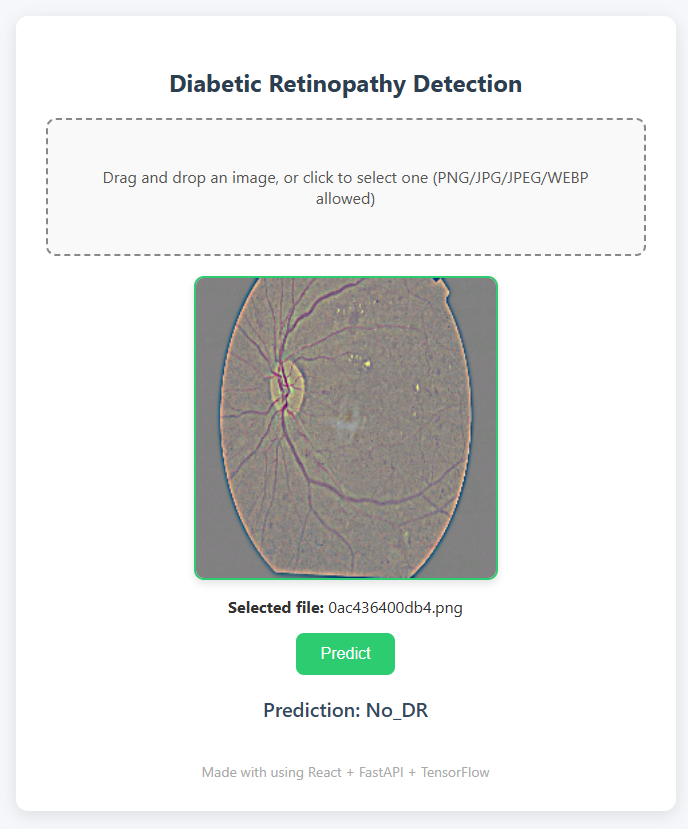 Diabetic Retinopathy Detection
Drag and drop an image, or click to select one (PNG/JPG/JPEG/WEBP
allowed)
Selected file: 0ac436400db4.png
Predict
Prediction: No_DR
Made with using React + FastAPI + TensorFlow